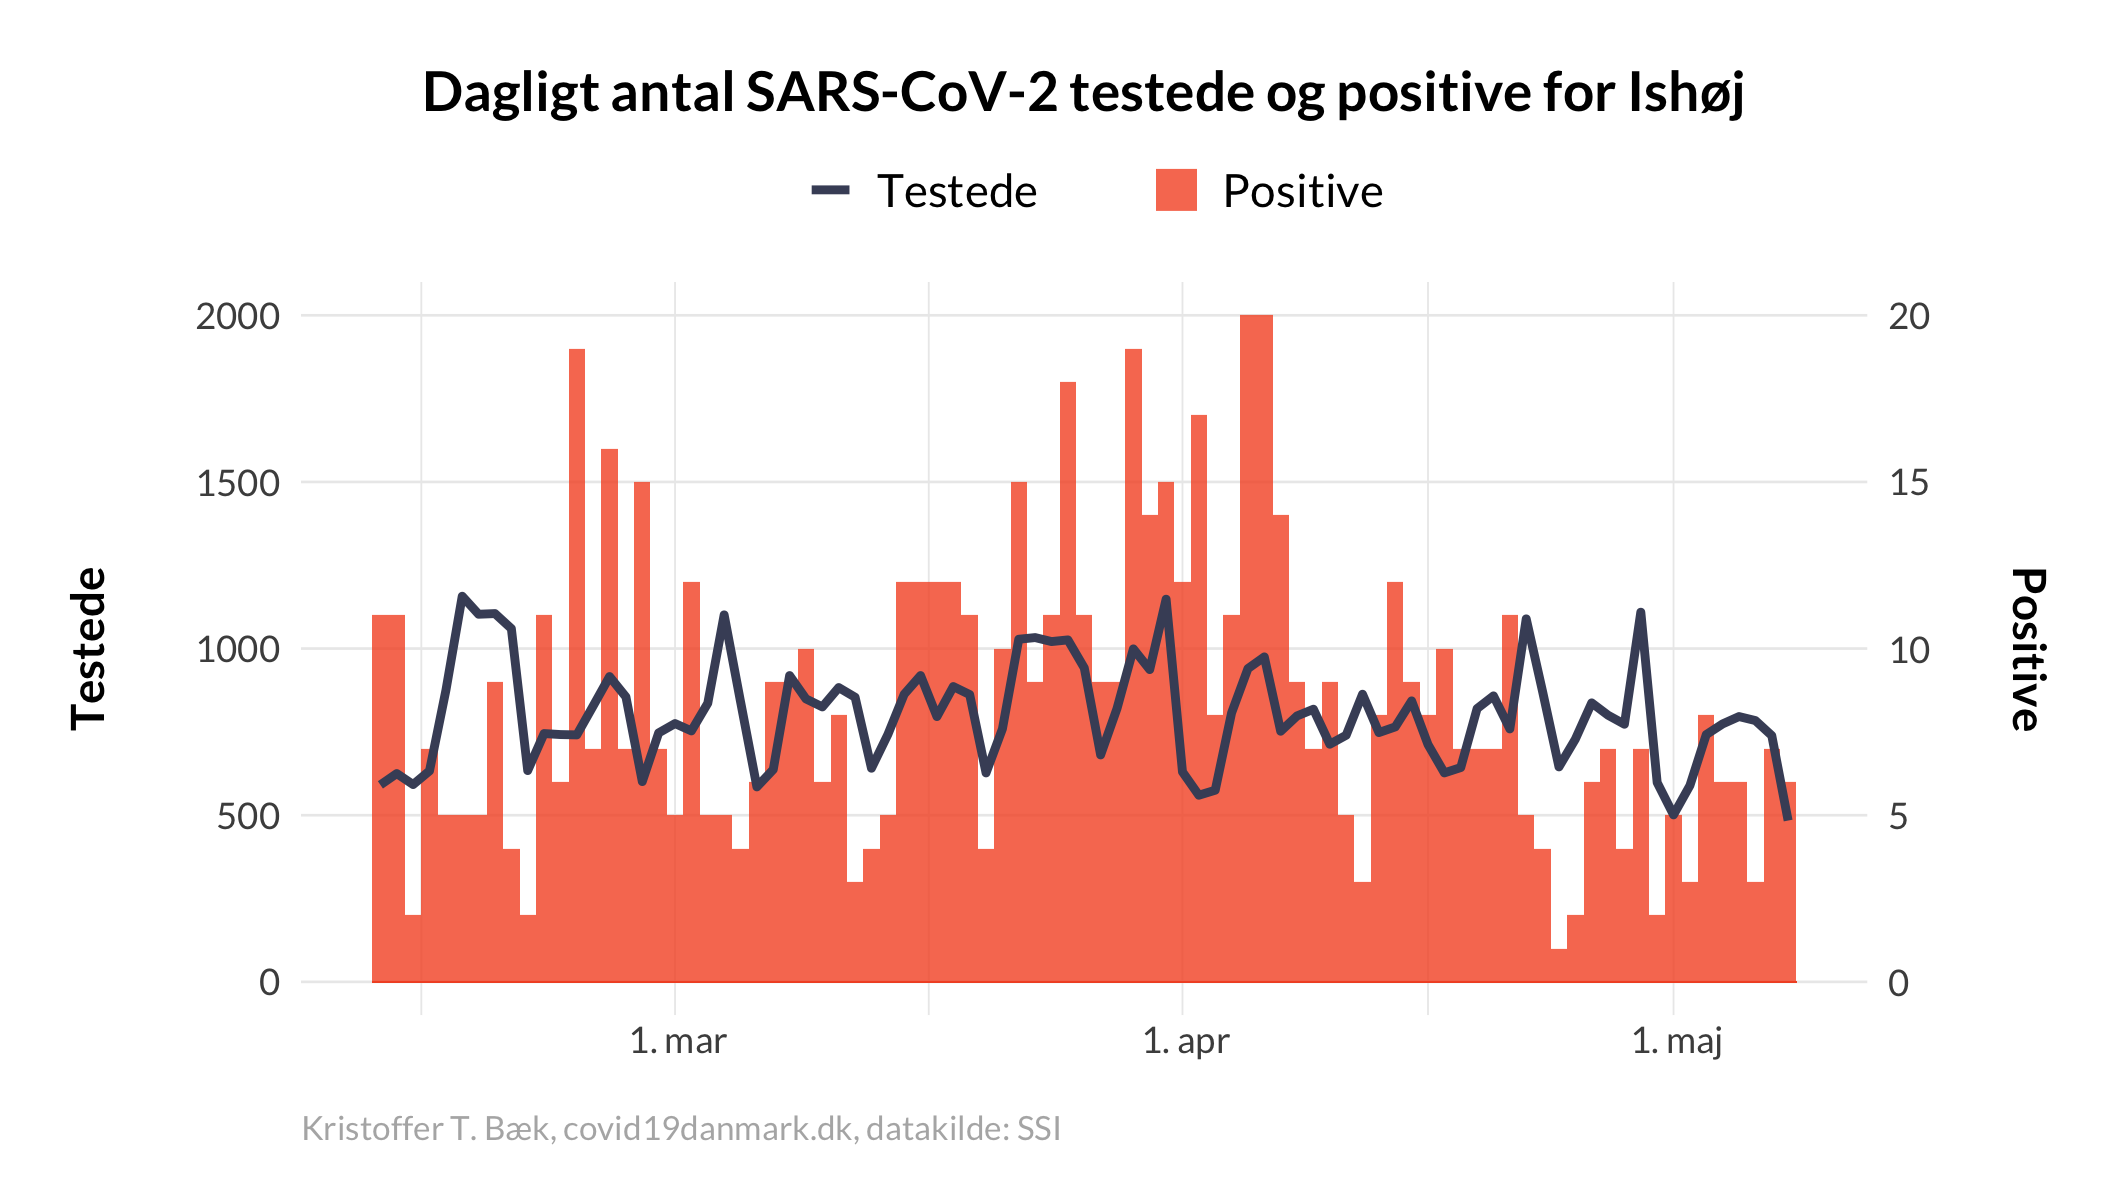 Dagligt antal SARS-CoV-2 testede og positive for Ishøj
Testede
Positive
2000
1500
1000
500
0
Testede
20
15
10
5
0
Positive
1. mar
1. apr
1. maj
Kristoffer T. Bæk, covid19danmark.dk, datakilde: SSI